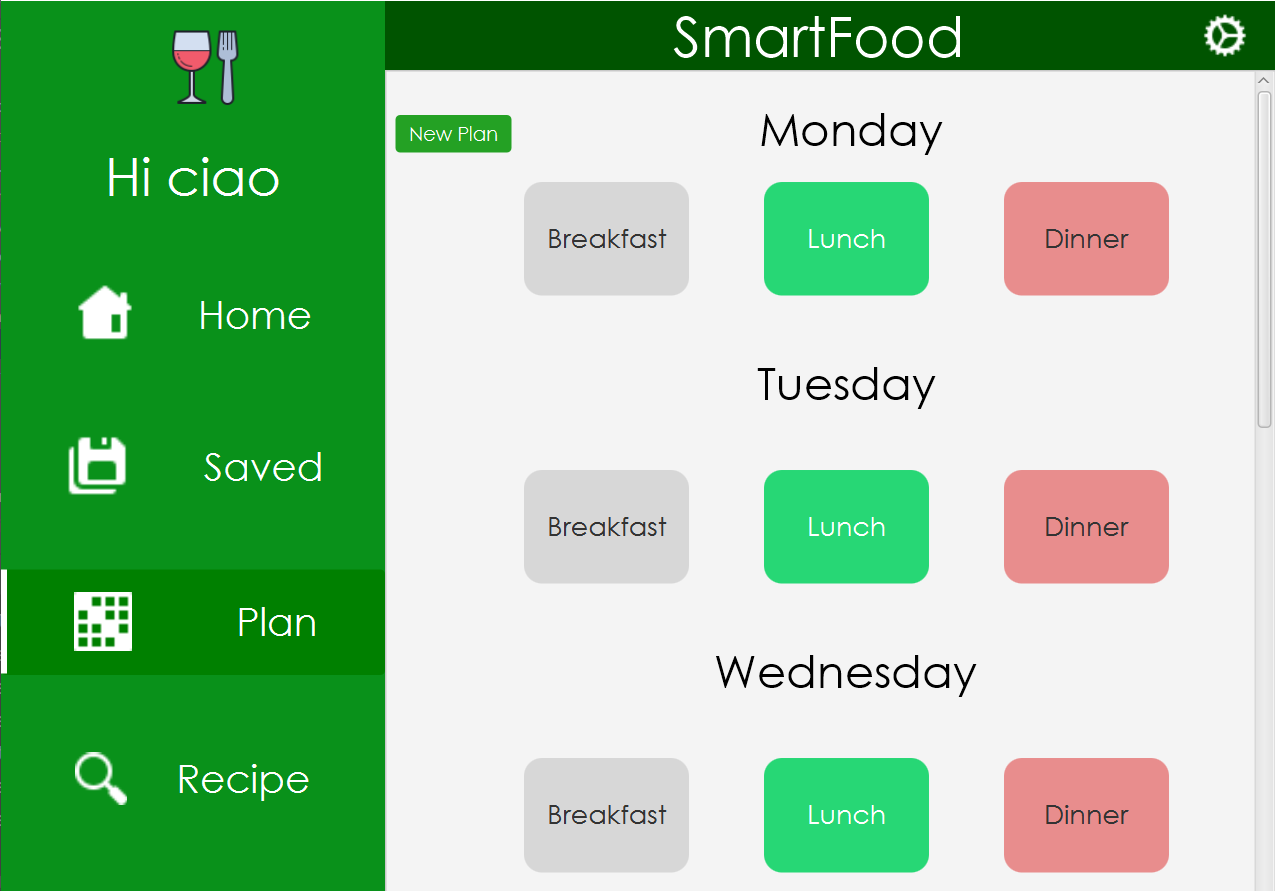 Hi ciao
Home
Saved
Plan
Recipe
SmartFood
New Plan
Monday
Breakfast Lunch Dinner
Tuesday
Breakfast Lunch Dinner
Wednesday
Breakfast Lunch Dinner